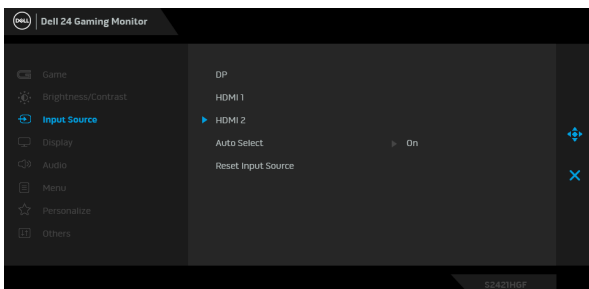 DELL Dell 24 Gaming Monitor
Game
Brightness/Contrast
Input Source
Display
Audio
Menu
Personalize
Others
DP
HDMI 1
HDMI 2
Auto Select On
Reset Input Source
S2421HGF